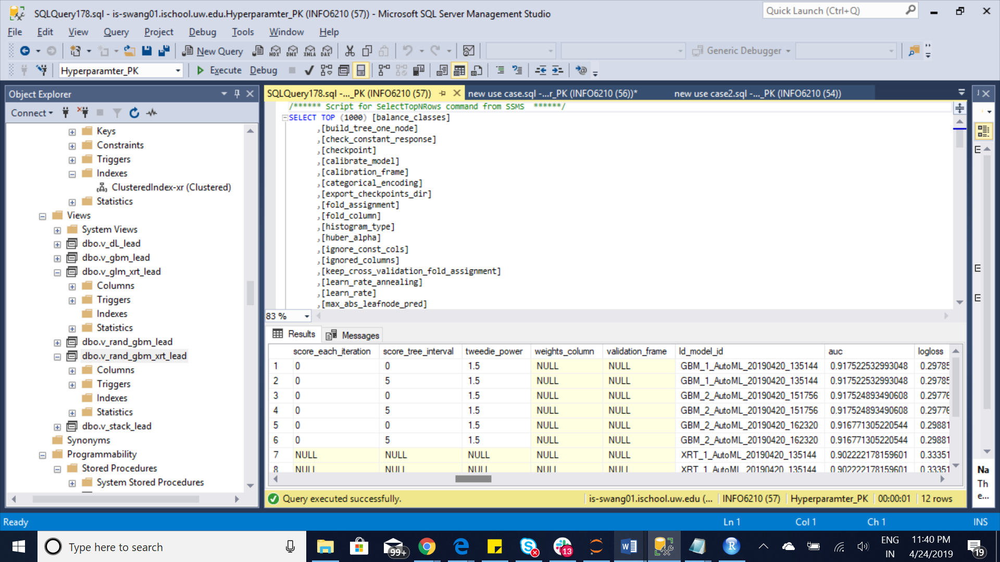 SQLQuery178.sql - is-swang01.ischool.uw.edu.Hyperparamter_PK (INFO6210 (57)) - Microsoft SQL Server Management Studio
Quick Launch (Ctrl+Q)
File Edit View Query Project Debug Tools Window Help
New Query MDX DMX XMLA DAX Generic Debugger
Hyperparamter_PK Execute Debug
Object Explorer
Connect
Keys
Constraints
Triggers
Indexes
ClusteredIndex-xr (Clustered)
Statistics
Views
System Views
dbo.v_dL_lead
dbo.v_gbm_lead
dbo.v_glm_xrt_lead
Columns
Triggers
Indexes
Statistics
dbo.v_rand_gbm_lead
dbo.v_rand_gbm_xrt_lead
Columns
Triggers
Indexes
Statistics
dbo.v_stack_lead
Synonyms
Programmability
Stored Procedures
System Stored Procedures
SQLQuery178.sql -..._PK (INFO6210 (57)) new use case.sql -...r_PK (INFO6210 (56))* new use case2.sql -..._PK (INFO6210 (54))
/****** Script for SelectTopNRows command from SSMS ******/
SELECT TOP (1000) [balance_classes]
,[build_tree_one_node]
,[check_constant_response]
,[checkpoint]
,[calibrate_model]
,[calibration_frame]
,[categorical_encoding]
,[export_checkpoints_dir]
,[fold_assignment]
,[fold_column]
,[histogram_type]
,[huber_alpha]
,[ignore_const_cols]
,[ignored_columns]
,[keep_cross_validation_fold_assignment]
,[learn_rate_annealing]
,[learn_rate]
,[max_abs_leafnode_pred]
83 %
Results Messages
score_each_iteration score_tree_interval tweedie_power weights_column validation_frame ld_model_id auc logloss
1 0 0 1.5 NULL NULL GBM_1_AutoML_20190420_135144 0.917522532993048 0.29785
2 0 5 1.5 NULL NULL GBM_1_AutoML_20190420_135144 0.917522532993048 0.29785
3 0 0 1.5 NULL NULL GBM_2_AutoML_20190420_151756 0.917524893490608 0.29776
4 0 5 1.5 NULL NULL GBM_2_AutoML_20190420_151756 0.917524893490608 0.29776
5 0 0 1.5 NULL NULL GBM_2_AutoML_20190420_162320 0.916771305220544 0.29881
6 0 5 1.5 NULL NULL GBM_2_AutoML_20190420_162320 0.916771305220544 0.29881
7 NULL NULL NULL NULL NULL XRT_1_AutoML_20190420_135144 0.902222178159601 0.33351
8 NULL NULL NULL NULL NULL XRT_1_AutoML_20190420_135144 0.902222178159601 0.33351
Query executed successfully. is-swang01.ischool.uw.edu (... INFO6210 (57) Hyperparamter_PK 00:00:01 12 rows
Na
Th
e...
Ready Ln 1 Col 1 Ch 1 INS
Type here to search
99+
13
ENG
IN
11:40 PM
4/24/2019
19